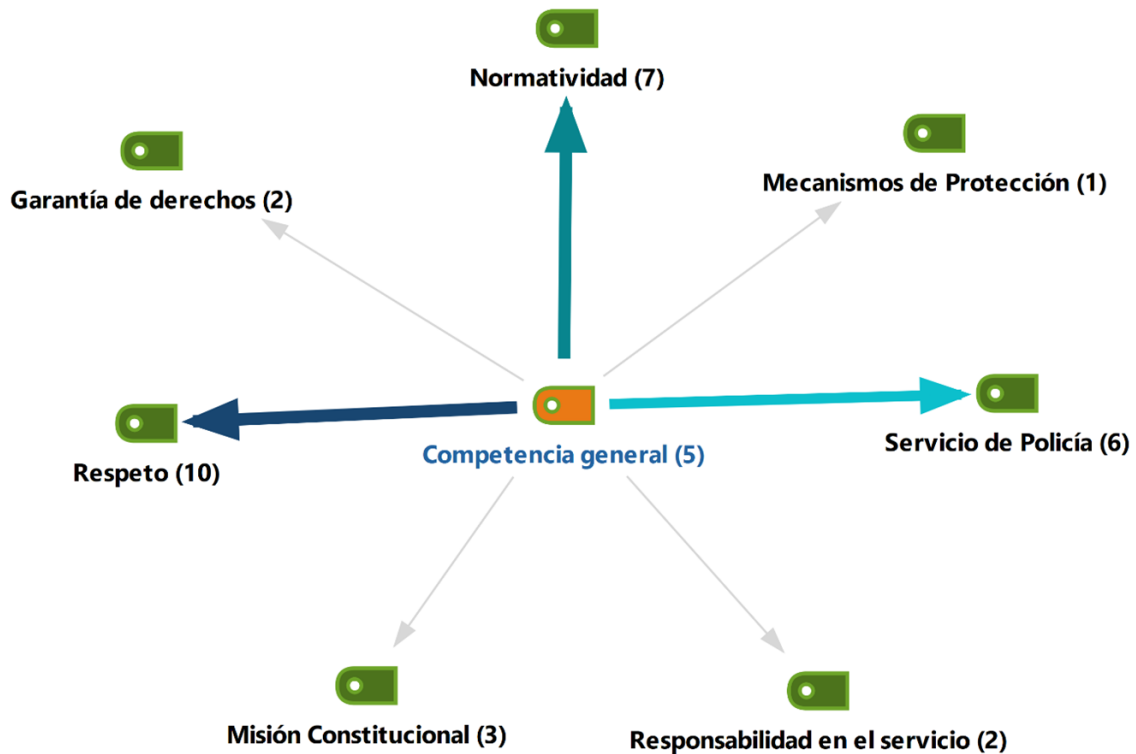 Normatividad (7)
Garantía de derechos (2)
Mecanismos de Protección (1)
Respeto (10)
Competencia general (5)
Servicio de Policía (6)
Misión Constitucional (3)
Responsabilidad en el servicio (2)